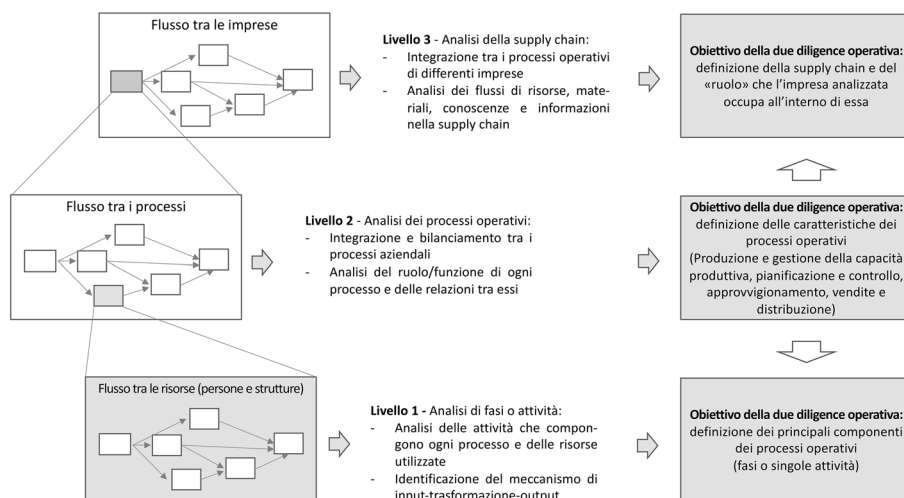 Flusso tra le imprese
Livello 3 - Analisi della supply chain:
- Integrazione tra i processi operativi
di differenti imprese
- Analisi dei flussi di risorse, mate-
riali, conoscenze e informazioni
nella supply chain
Obiettivo della due diligence operativa:
definizione della supply chain e del
«ruolo» che l'impresa analizzata
occupa all'interno di essa
Flusso tra i processi
Livello 2 - Analisi dei processi operativi:
- Integrazione e bilanciamento tra i
processi aziendali
- Analisi del ruolo/funzione di ogni
processo e delle relazioni tra essi
Obiettivo della due diligence operativa:
definizione delle caratteristiche dei
processi operativi
(Produzione e gestione della capacità
produttiva, pianificazione e controllo,
approvvigionamento, vendite e
distribuzione)
Flusso tra le risorse (persone e strutture)
Livello 1 - Analisi di fasi o attività:
- Analisi delle attività che compon-
gono ogni processo e delle risorse
utilizzate
- Identificazione del meccanismo di
input-trasformazione-output
Obiettivo della due diligence operativa:
definizione dei principali componenti
dei processi operativi
(fasi o singole attività)